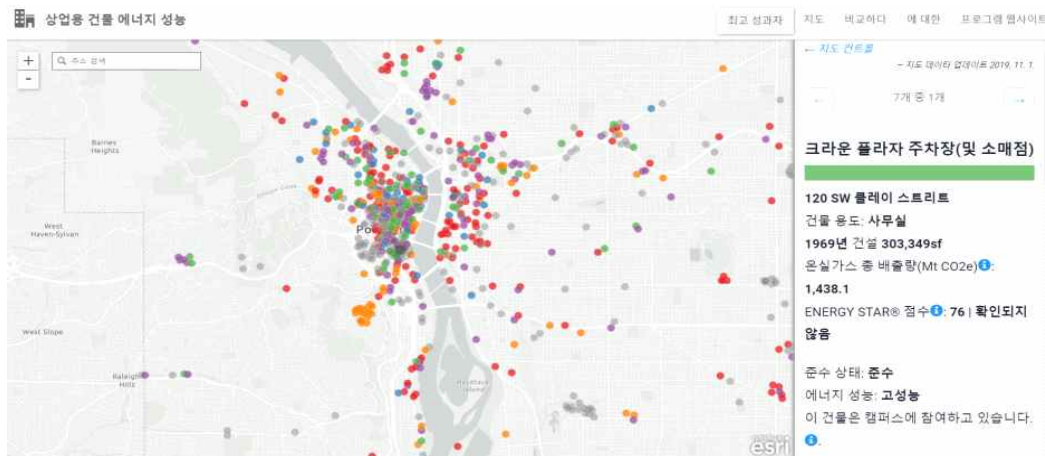 상업용 건물 에너지 성능
최고 성과자
지도
비교하다
에 대한
프로그램 웹사이트
+
-
주소 검색
← 지도 컨트롤
– 지도 데이타 업데이트 2019, 11. 1.
←
7개 중 1개
→
크라운 플라자 주차장(및 소매점)
120 SW 클레이 스트리트
건물 용도: 사무실
1969년 건설 303,349sf
온실가스 총 배출량(Mt CO2e):
1,438.1
ENERGY STAR® 점수: 76 | 확인되지
않음
준수 상태: 준수
에너지 성능: 고성능
이 건물은 캠퍼스에 참여하고 있습니다.
Barnes
Heights
West
Haven-Sylvan
West Slope
Raleigh
Hills
esri